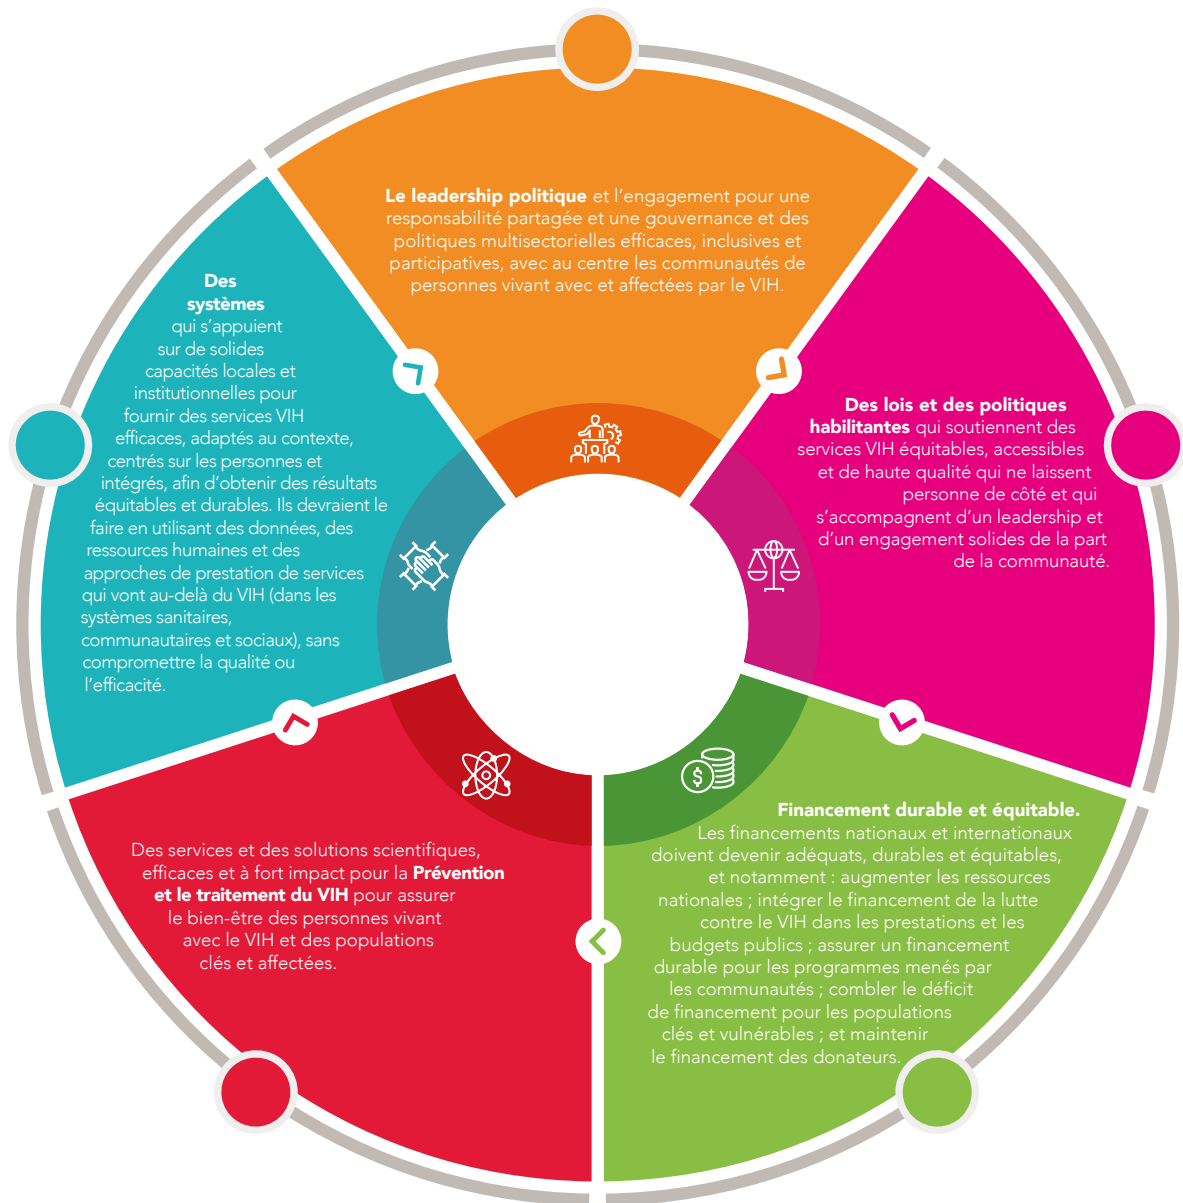 Le leadership politique et l’engagement pour une
responsabilité partagée et une gouvernance et des
politiques multisectorielles efficaces, inclusives et
participatives, avec au centre les communautés de
personnes vivant avec et affectées par le VIH.
Des lois et des politiques
habilitantes qui soutiennent des
services VIH équitables, accessibles
et de haute qualité qui ne laissent
personne de côté et qui
s’accompagnent d’un leadership et
d’un engagement solides de la part
de la communauté.
$
Financement durable et équitable.
Les financements nationaux et internationaux
doivent devenir adéquats, durables et équitables,
et notamment : augmenter les ressources
nationales ; intégrer le financement de la lutte
contre le VIH dans les prestations et les
budgets publics ; assurer un financement
durable pour les programmes menés par
les communautés ; combler le déficit
de financement pour les populations
clés et vulnérables ; et maintenir
le financement des donateurs.
Des services et des solutions scientifiques,
efficaces et à fort impact pour la Prévention
et le traitement du VIH pour assurer
le bien-être des personnes vivant
avec le VIH et des populations
clés et affectées.
Des
systèmes
qui s’appuient
sur de solides
capacités locales et
institutionnelles pour
fournir des services VIH
efficaces, adaptés au contexte,
centrés sur les personnes et
intégrés, afin d’obtenir des résultats
équitables et durables. Ils devraient le
faire en utilisant des données, des
ressources humaines et des
approches de prestation de services
qui vont au-delà du VIH (dans les
systèmes sanitaires,
communautaires et sociaux), sans
compromettre la qualité ou
l’efficacité.